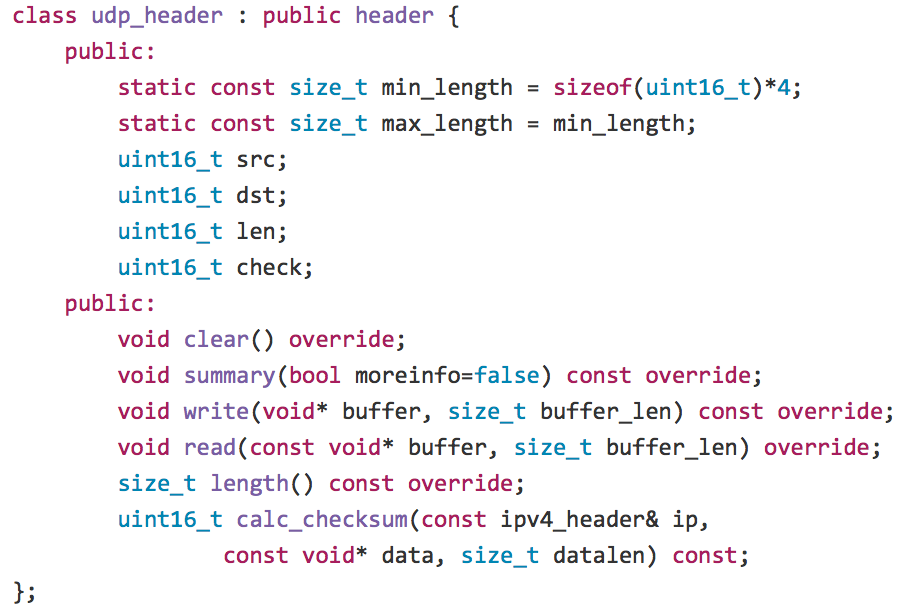 class udp_header : public header {
    public:
        static const size_t min_length = sizeof(uint16_t)*4;
        static const size_t max_length = min_length;
        uint16_t src;
        uint16_t dst;
        uint16_t len;
        uint16_t check;
    public:
        void clear() override;
        void summary(bool moreinfo=false) const override;
        void write(void* buffer, size_t buffer_len) const override;
        void read(const void* buffer, size_t buffer_len) override;
        size_t length() const override;
        uint16_t calc_checksum(const ipv4_header& ip,
                const void* data, size_t datalen) const;
};